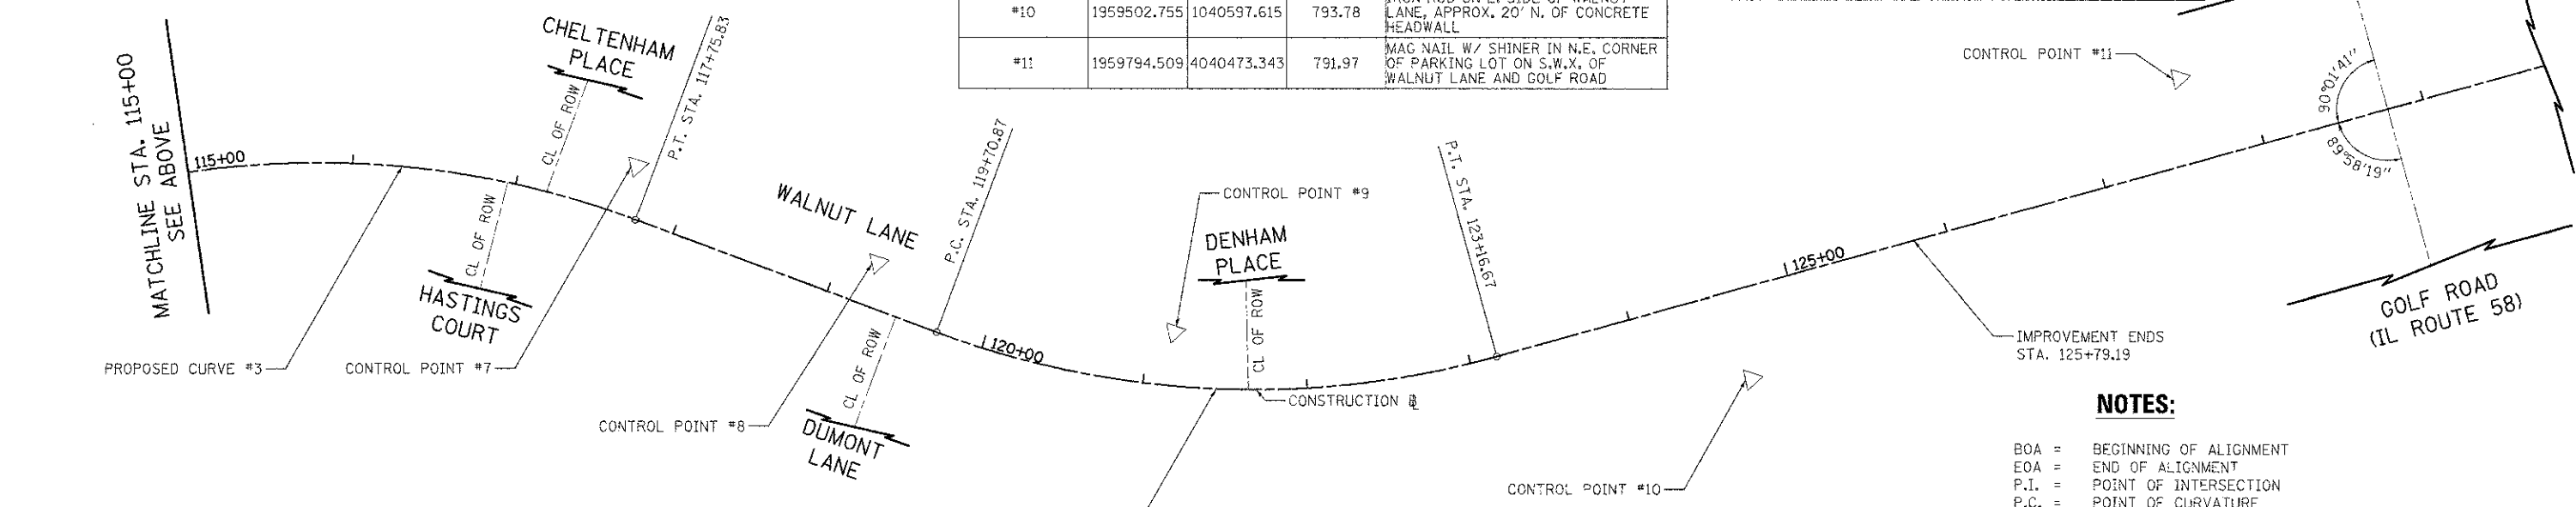 #10 1959502.755 1040597.615 793.78
LANE, APPROX. 20' N. OF CONCRETE
HEADWALL
#11 1959794.509 4040473.343 791.97
MAG NAIL W/ SHINER IN N.E. CORNER
OF PARKING LOT ON S.W.X. OF
WALNUT LANE AND GOLF ROAD
MATCHLINE STA. 115+00
SEE ABOVE
115+00
CHELTENHAM
PLACE
CL OF ROW
P.T. STA. 117+75.83
CL OF ROW
HASTINGS
COURT
PROPOSED CURVE #3
CONTROL POINT #7
WALNUT LANE
P.C. STA. 119+70.87
CONTROL POINT #8
CL OF ROW
DUMONT
LANE
120+00
CONTROL POINT #9
DENHAM
PLACE
CL OF ROW
CONSTRUCTION
P.T. STA. 123+16.67
CONTROL POINT #10
125+00
CONTROL POINT #11
90°01'41"
89°58'19"
GOLF ROAD
(IL ROUTE 58)
IMPROVEMENT ENDS
STA. 125+79.19
NOTES:
BOA = BEGINNING OF ALIGNMENT
EOA = END OF ALIGNMENT
P.I. = POINT OF INTERSECTION
P.C. = POINT OF CURVATURE